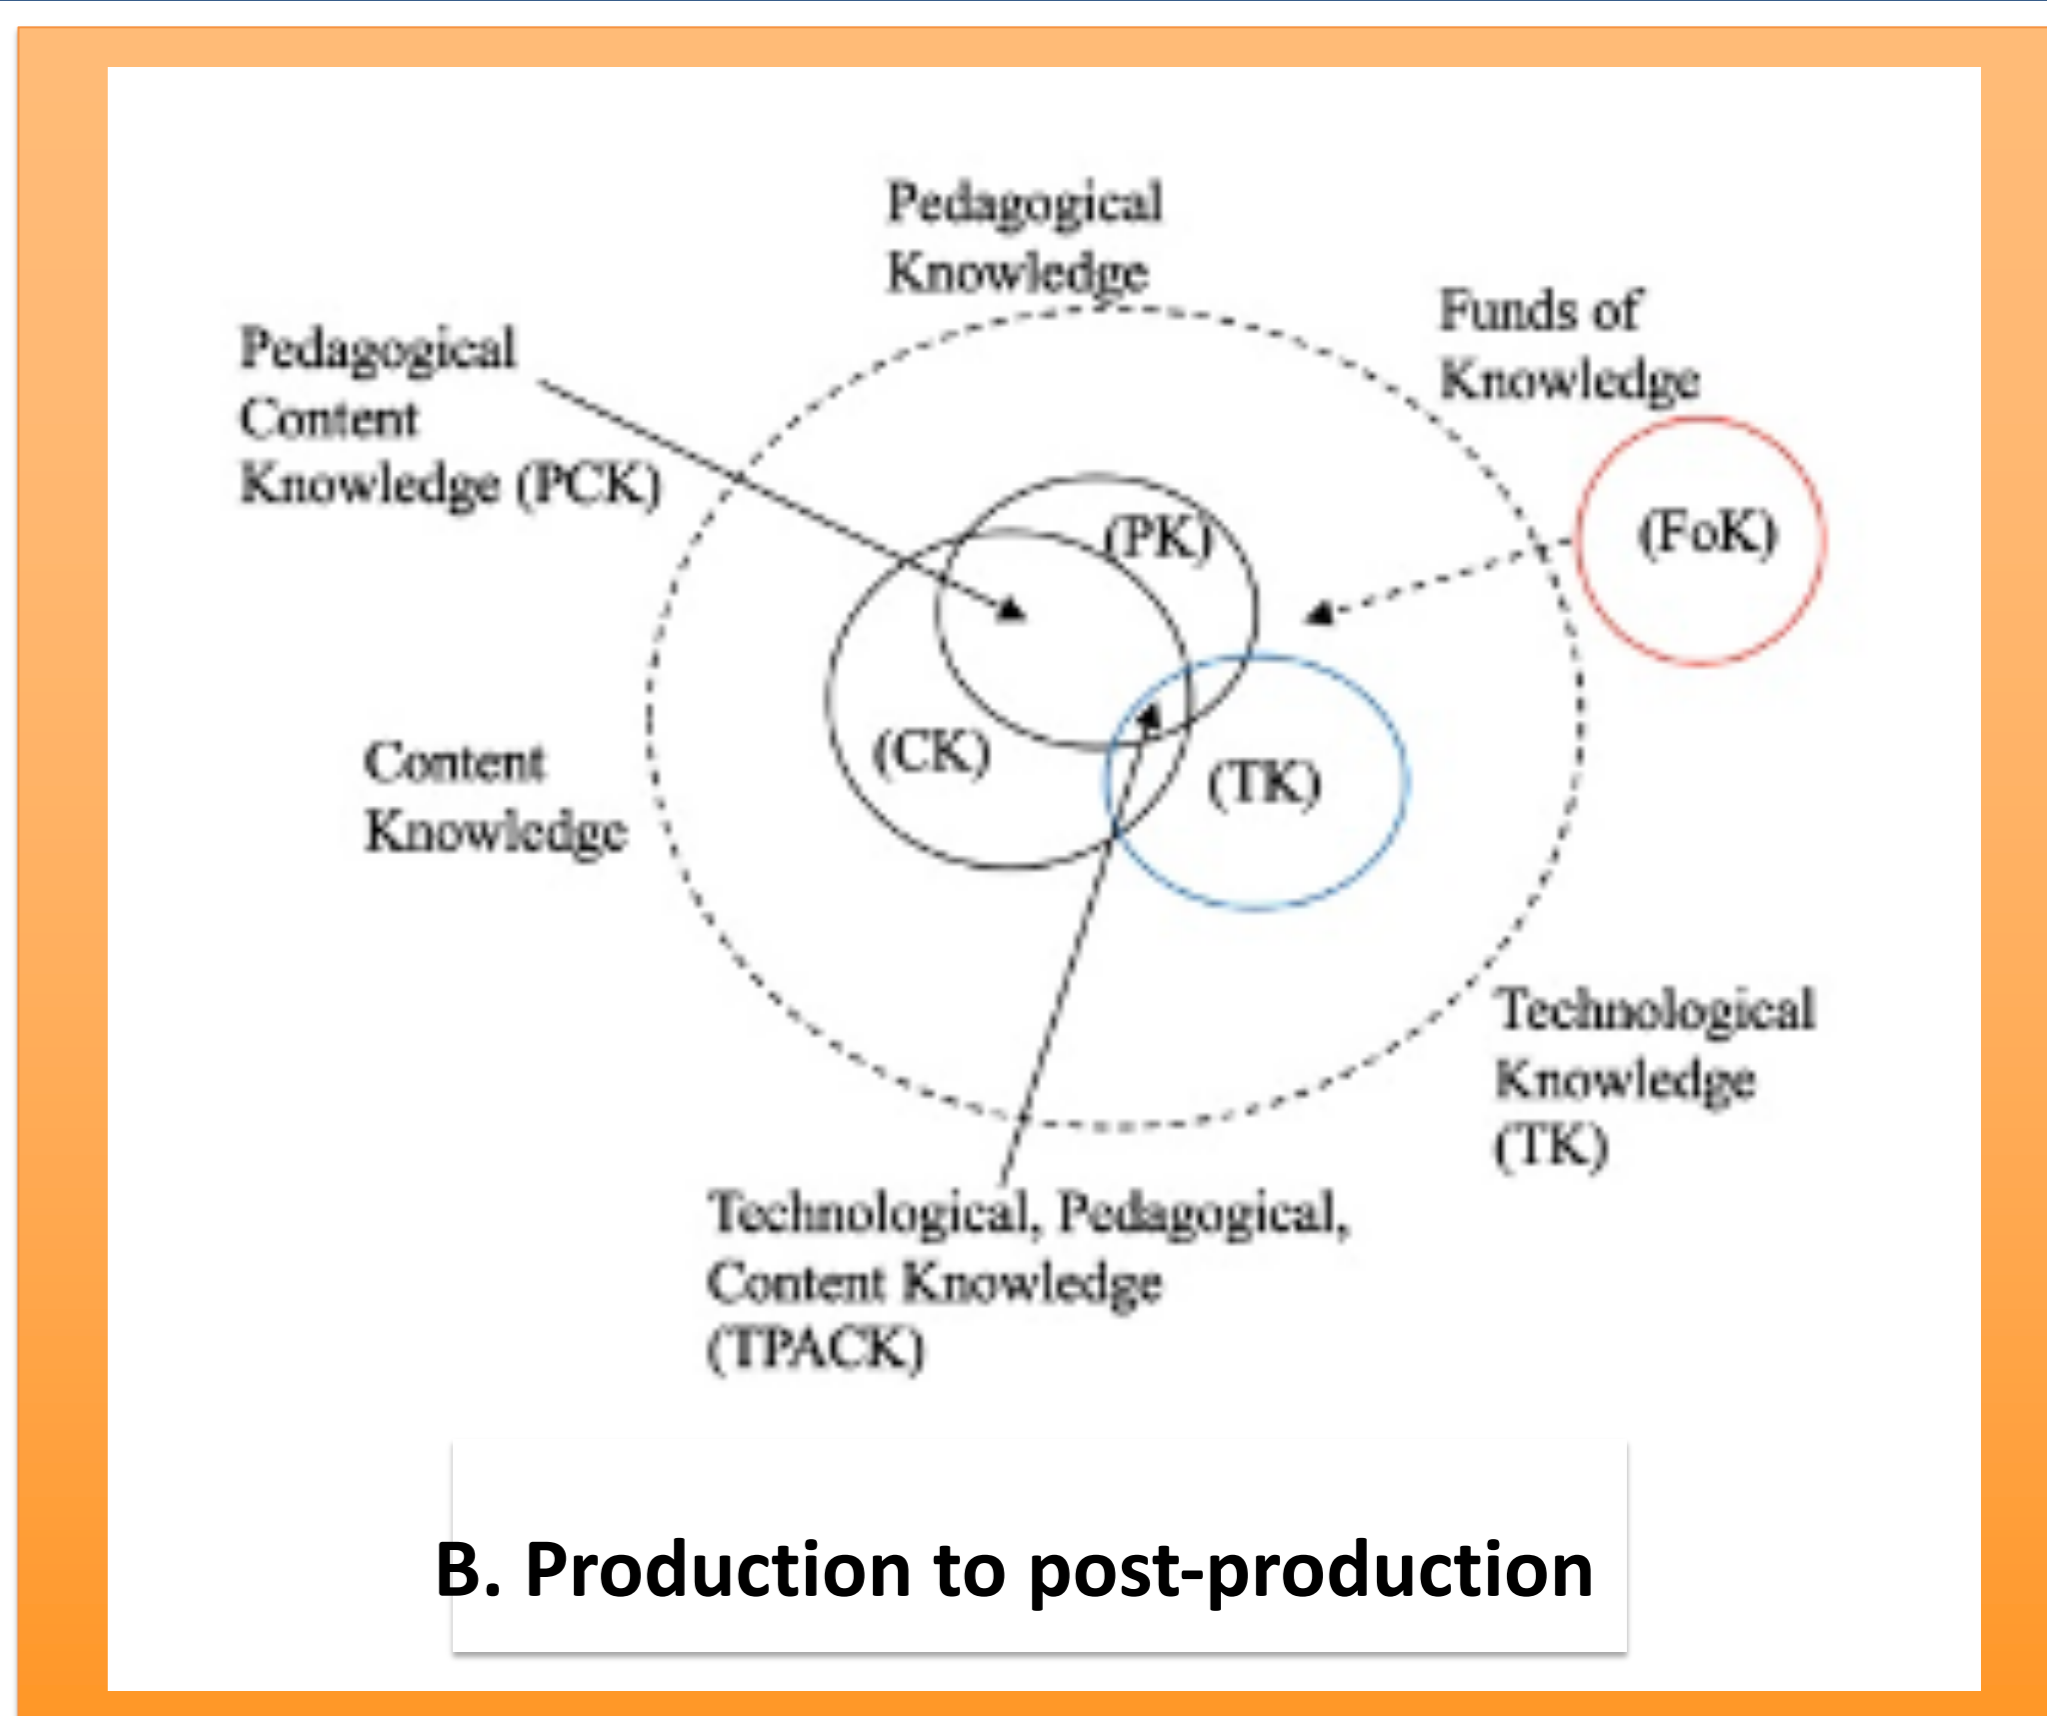 Pedagogical
Knowledge
Funds of
Knowledge
Pedagogical
Content
Knowledge (PCK)
(FoK)
(PK)
(CK)
(TK)
Content
Knowledge
Technological
Knowledge
(TK)
Technological, Pedagogical,
Content Knowledge
(TPACK)
B. Production to post-production